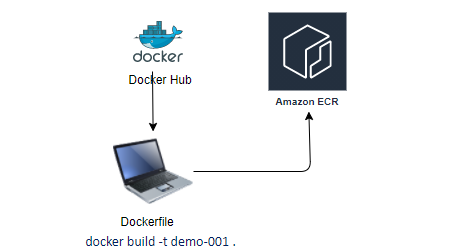 docker
Docker Hub
Amazon ECR
Dockerfile
docker build -t demo-001 .